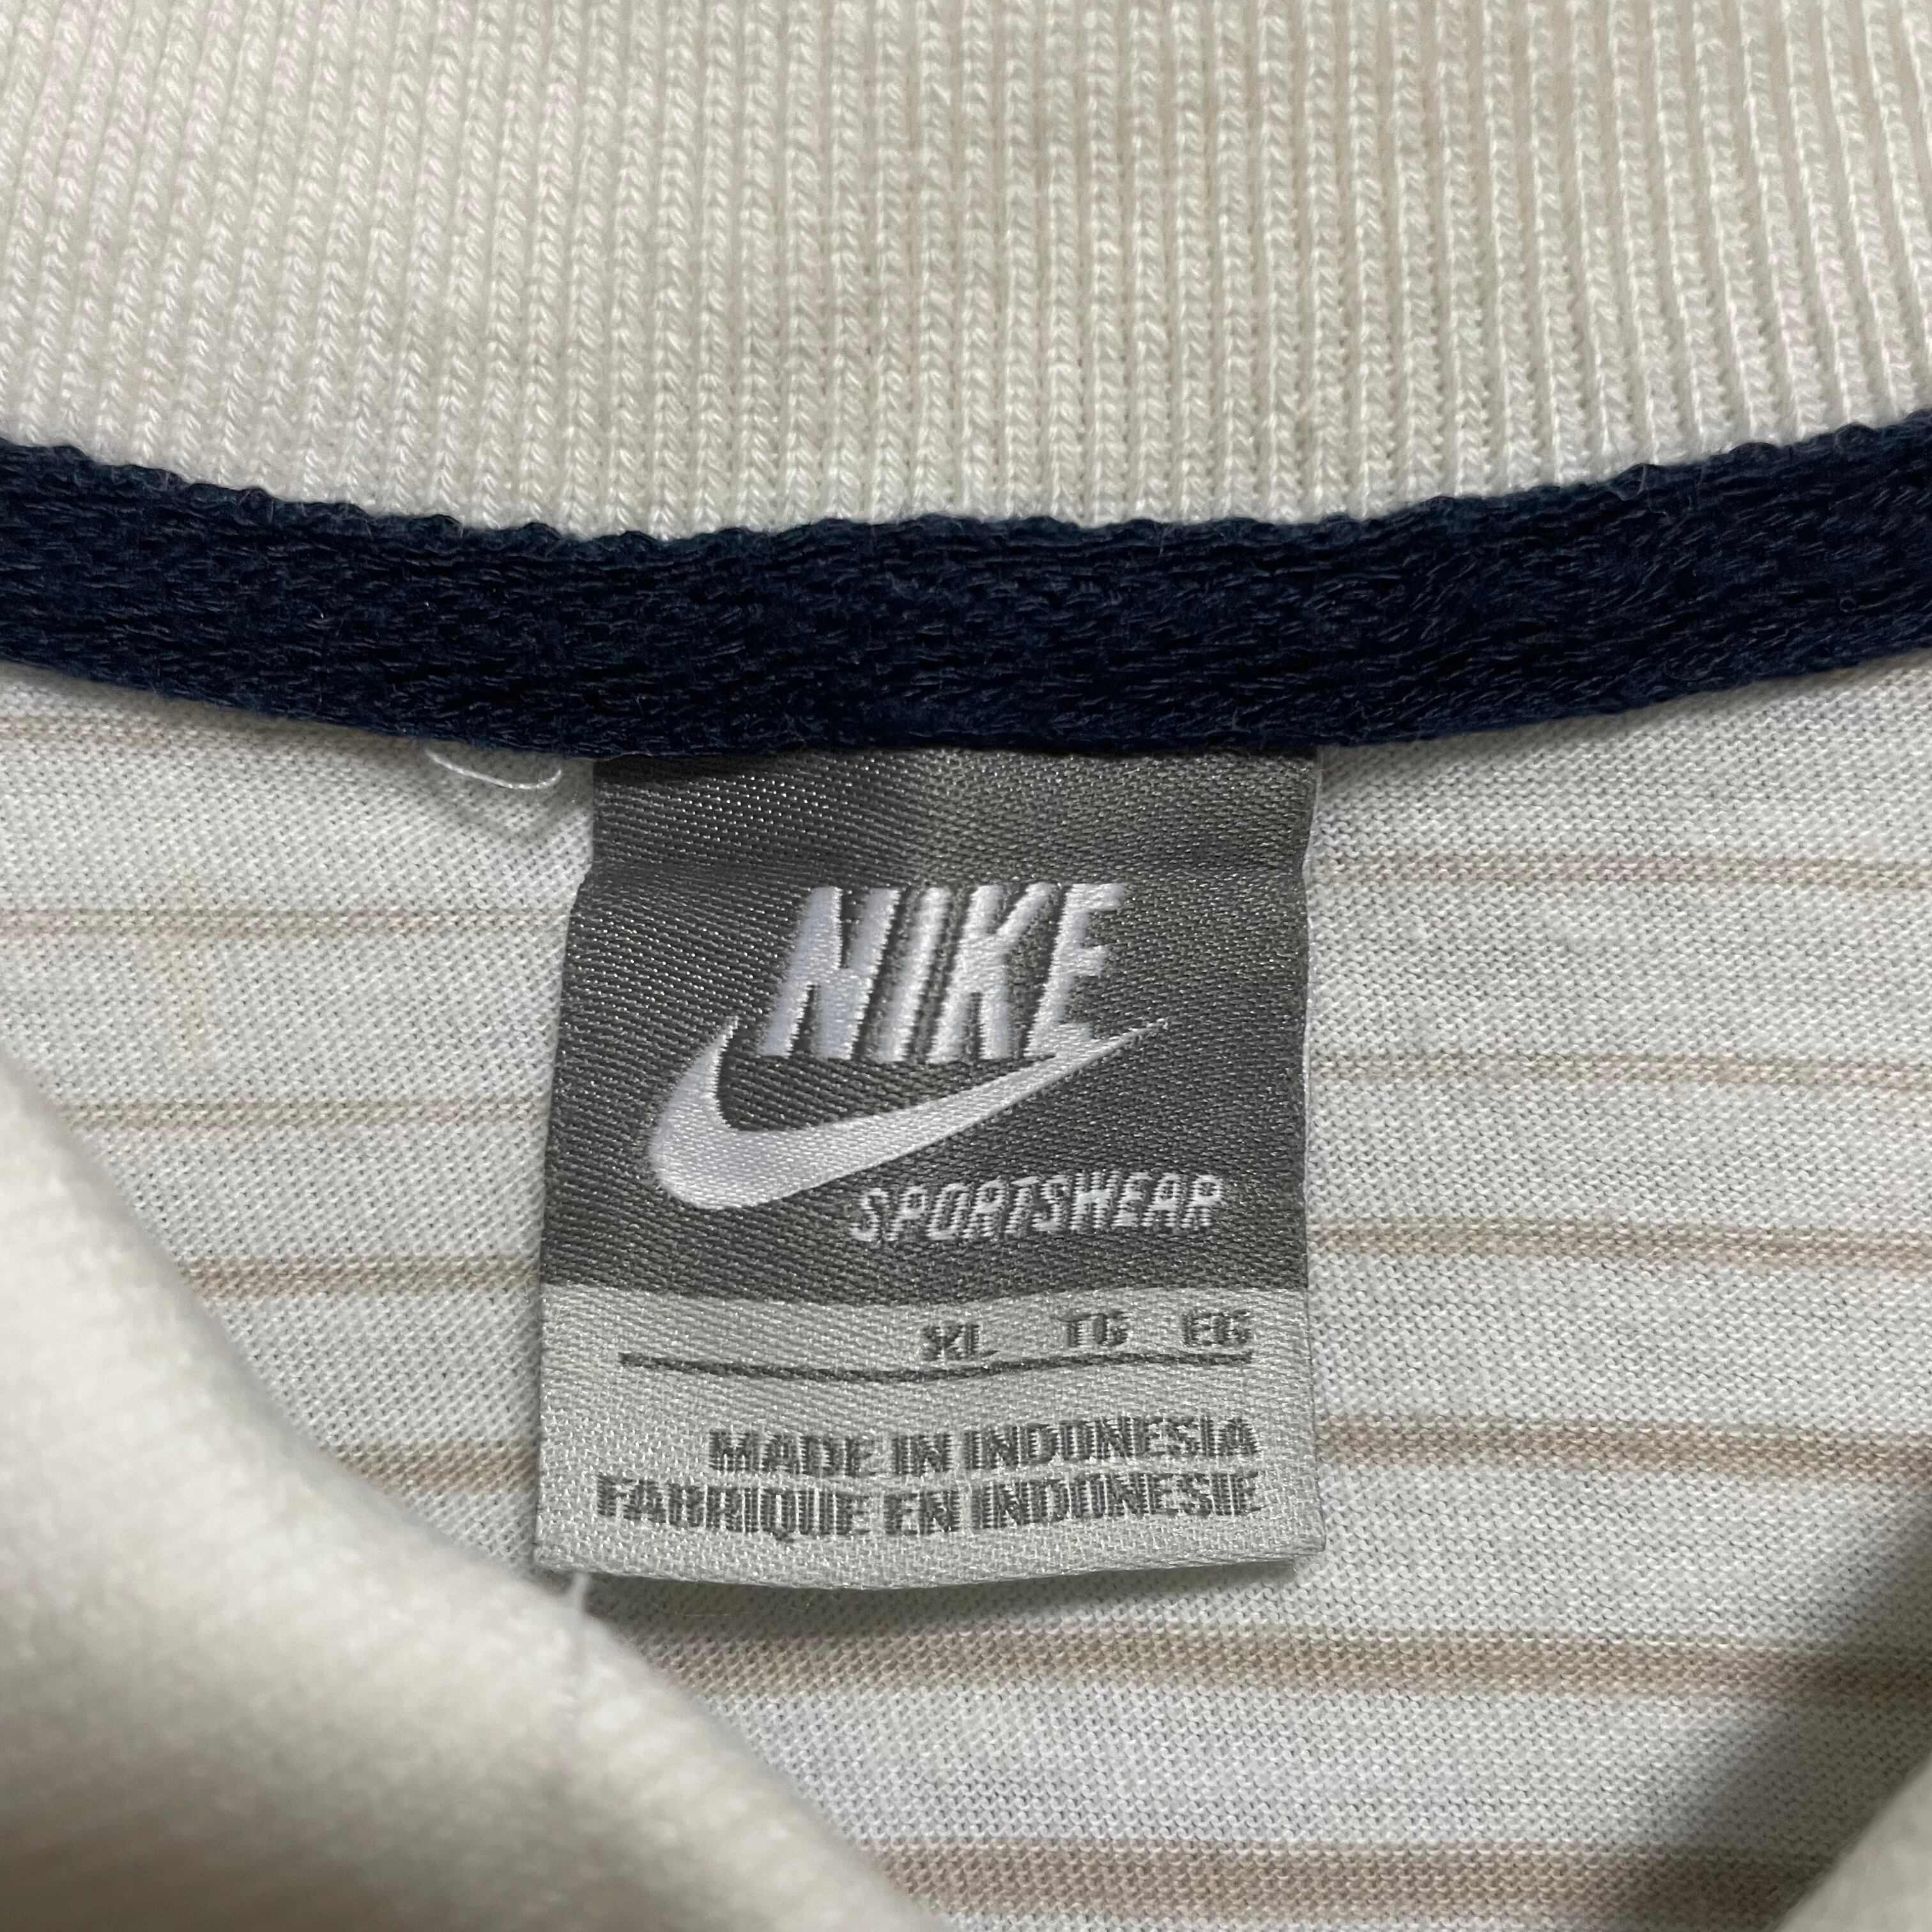 NIKE
SPORTSWEAR
XL TG EG
MADE IN INDONESIA
FABRIQUE EN INDONESIE